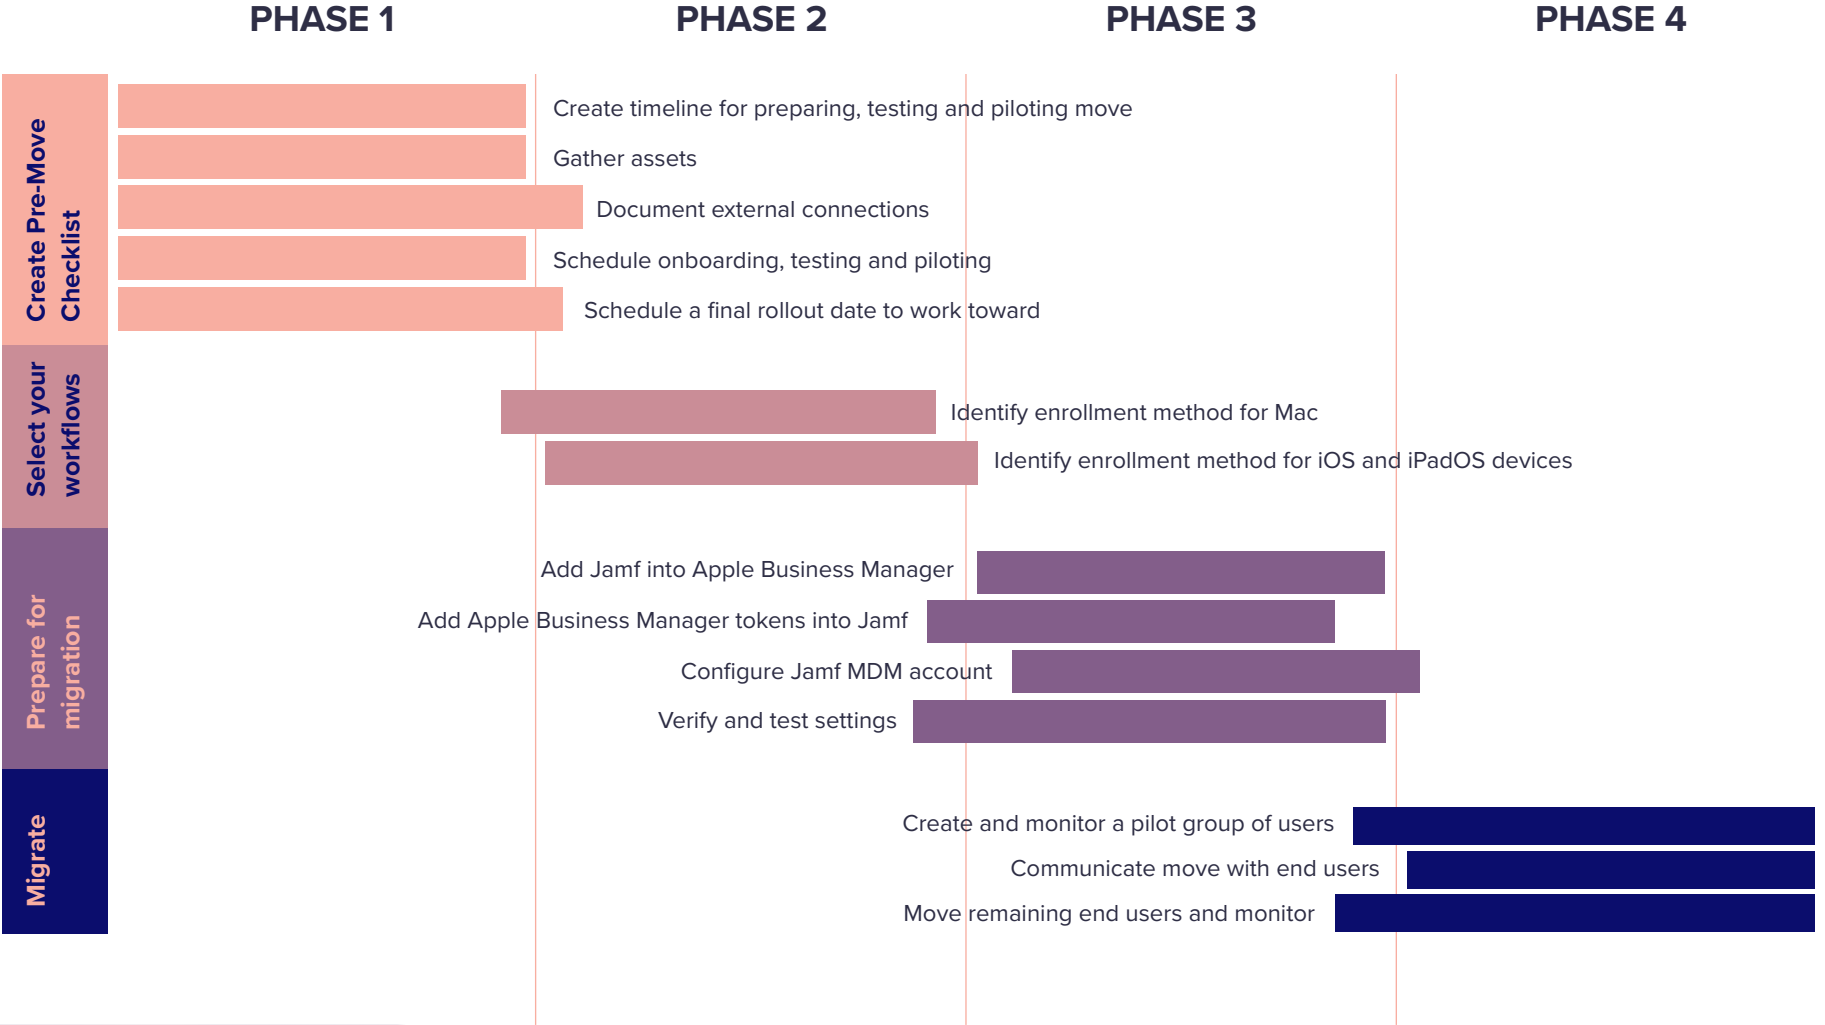 PHASE 1
PHASE 2
PHASE 3
PHASE 4
Create Pre-Move
Checklist
Create timeline for preparing, testing and piloting move
Gather assets
Document external connections
Schedule onboarding, testing and piloting
Schedule a final rollout date to work toward
Select your
workflows
Identify enrollment method for Mac
Identify enrollment method for iOS and iPadOS devices
Prepare for
migration
Add Jamf into Apple Business Manager
Add Apple Business Manager tokens into Jamf
Configure Jamf MDM account
Verify and test settings
Migrate
Create and monitor a pilot group of users
Communicate move with end users
Move remaining end users and monitor